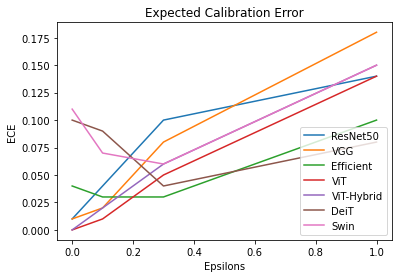 Expected Calibration Error
ECE
0.175
0.150
0.125
0.100
0.075
0.050
0.025
0.000
ResNet50
VGG
Efficient
ViT
ViT-Hybrid
DeiT
Swin
0.0 0.2 0.4 0.6 0.8 1.0
Epsilons